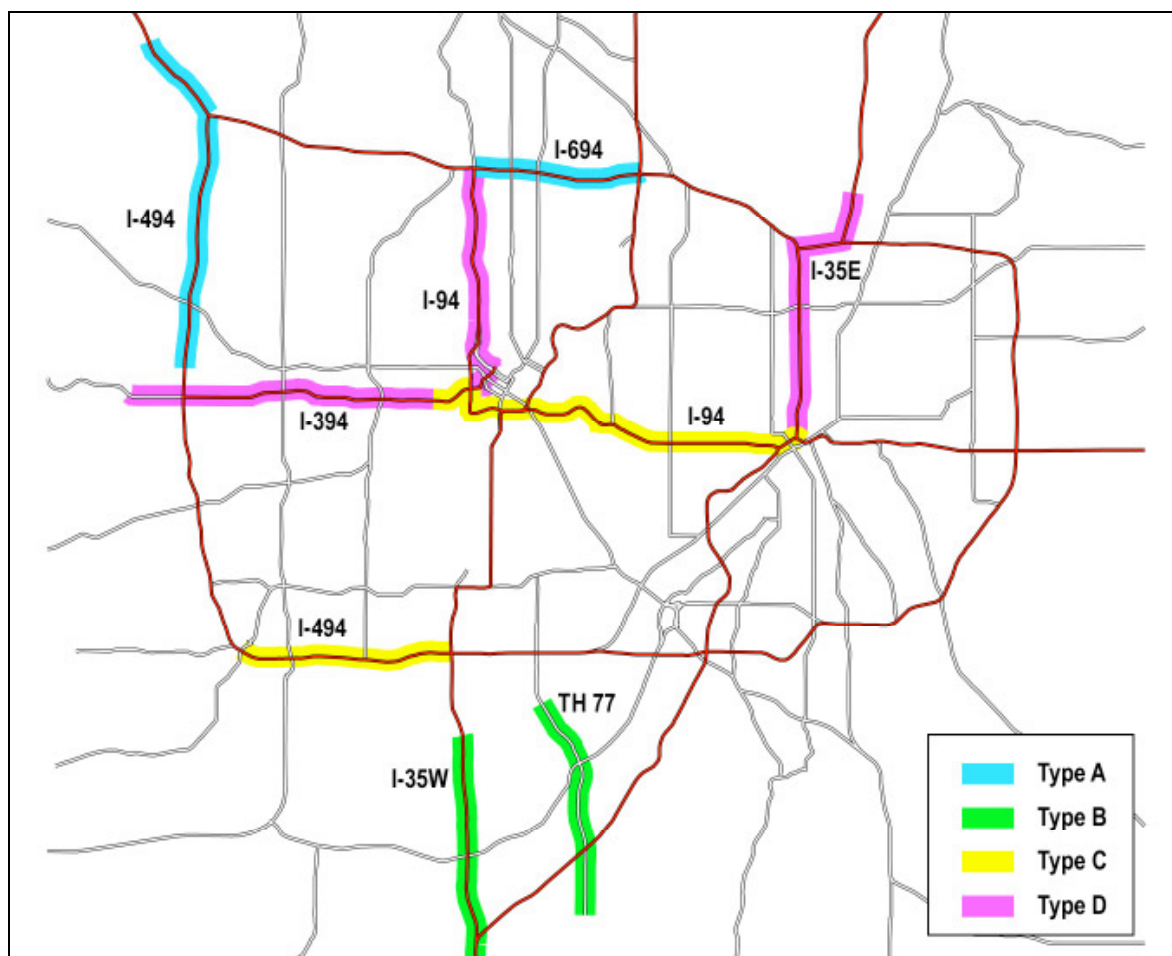 I-694
I-494
I-35E
I-94
I-394
I-94
I-494
TH 77
I-35W
Type A
Type B
Type C
Type D